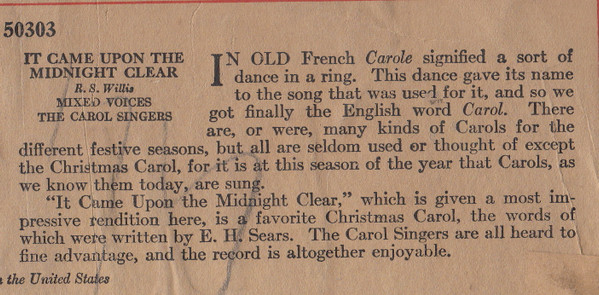 50303
IT CAME UPON THE
MIDNIGHT CLEAR
R. S. Willis
MIXED VOICES
THE CAROL SINGERS
IN OLD French Carole signified a sort of
dance in a ring. This dance gave its name
to the song that was used for it, and so we
got finally the English word Carol. There
are, or were, many kinds of Carols for the
different festive seasons, but all are seldom used or thought of except
the Christmas Carol, for it is at this season of the year that Carols, as
we know them today, are sung.
"It Came Upon the Midnight Clear," which is given a most im-
pressive rendition here, is a favorite Christmas Carol, the words of
which were written by E. H. Sears. The Carol Singers are all heard to
fine advantage, and the record is altogether enjoyable.
the United States